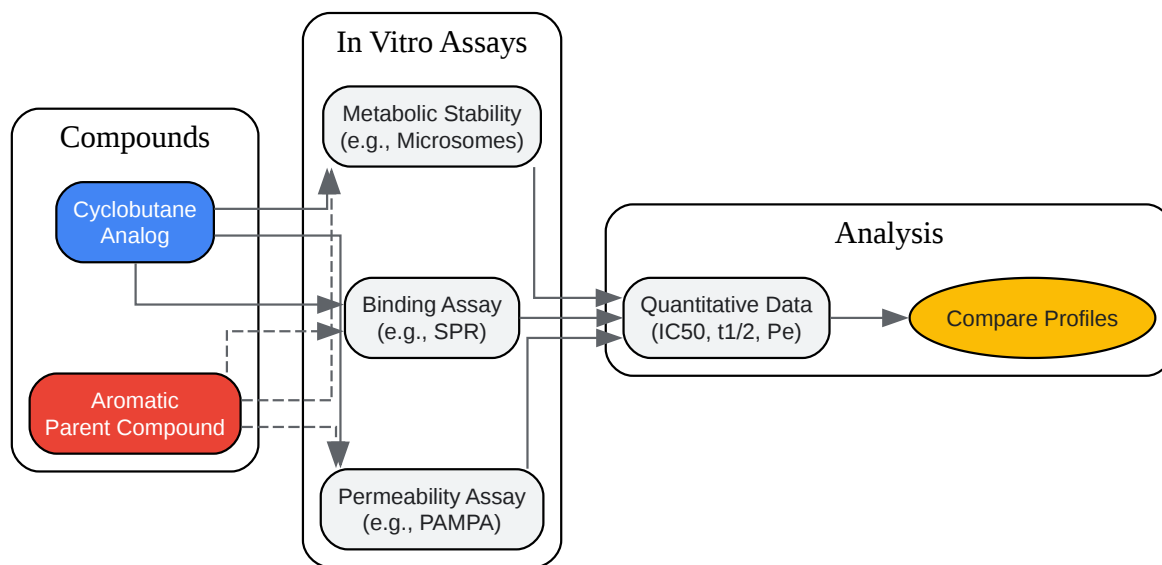 Compounds
Cyclobutane
Analog
Aromatic
Parent Compound
In Vitro Assays
Metabolic Stability
(e.g., Microsomes)
Binding Assay
(e.g., SPR)
Permeability Assay
(e.g., PAMPA)
Analysis
Quantitative Data
(IC50, t1/2, Pe)
Compare Profiles